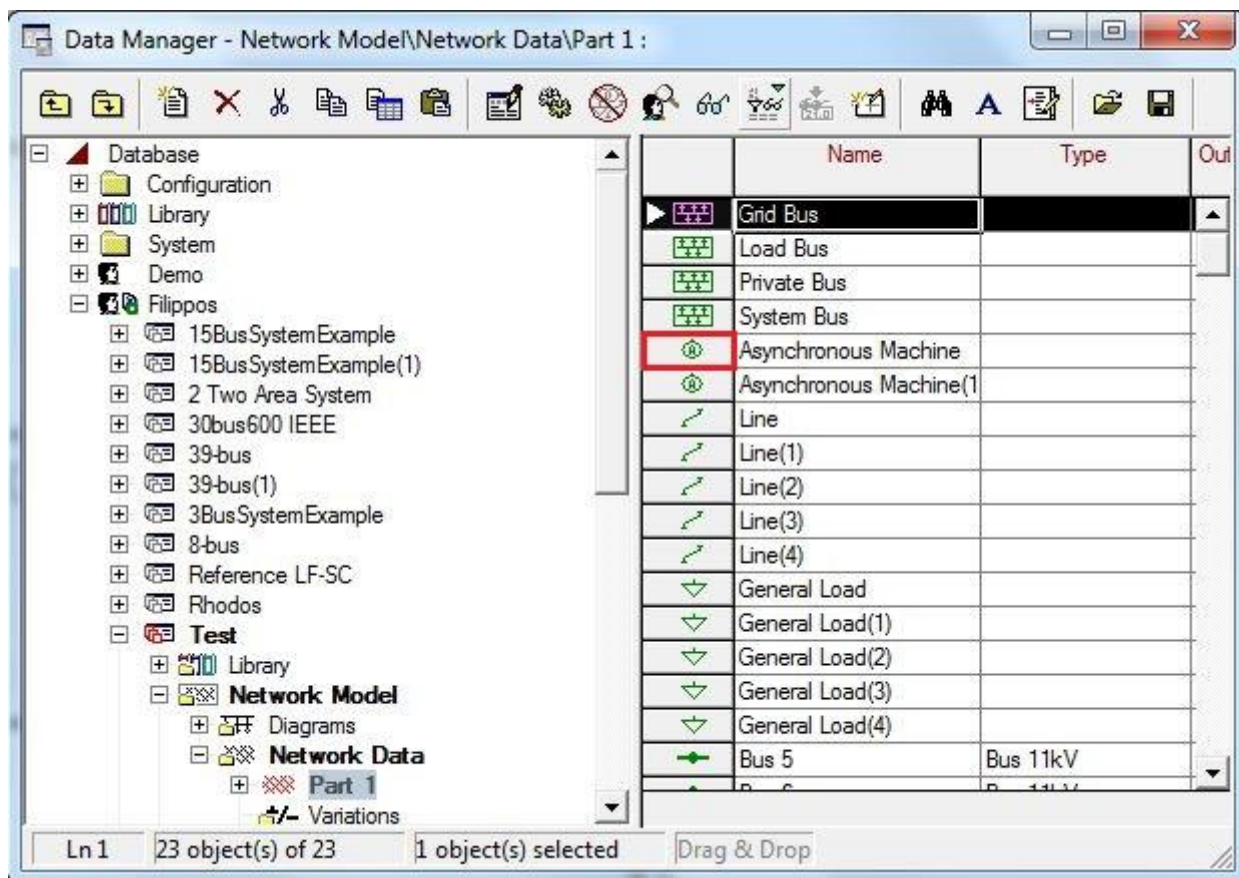 Data Manager - Network Model\Network Data\Part 1 :
Database
Configuration
Library
System
Demo
Filippos
15BusSystemExample
15BusSystemExample(1)
2 Two Area System
30bus600 IEEE
39-bus
39-bus(1)
3BusSystemExample
8-bus
Reference LF-SC
Rhodos
Test
Library
Network Model
Diagrams
Network Data
Part 1
Variations
Name Type Out
Grid Bus
Load Bus
Private Bus
System Bus
Asynchronous Machine
Asynchronous Machine(1
Line
Line(1)
Line(2)
Line(3)
Line(4)
General Load
General Load(1)
General Load(2)
General Load(3)
General Load(4)
Bus 5 Bus 11kV
Ln 1 23 object(s) of 23 1 object(s) selected Drag & Drop